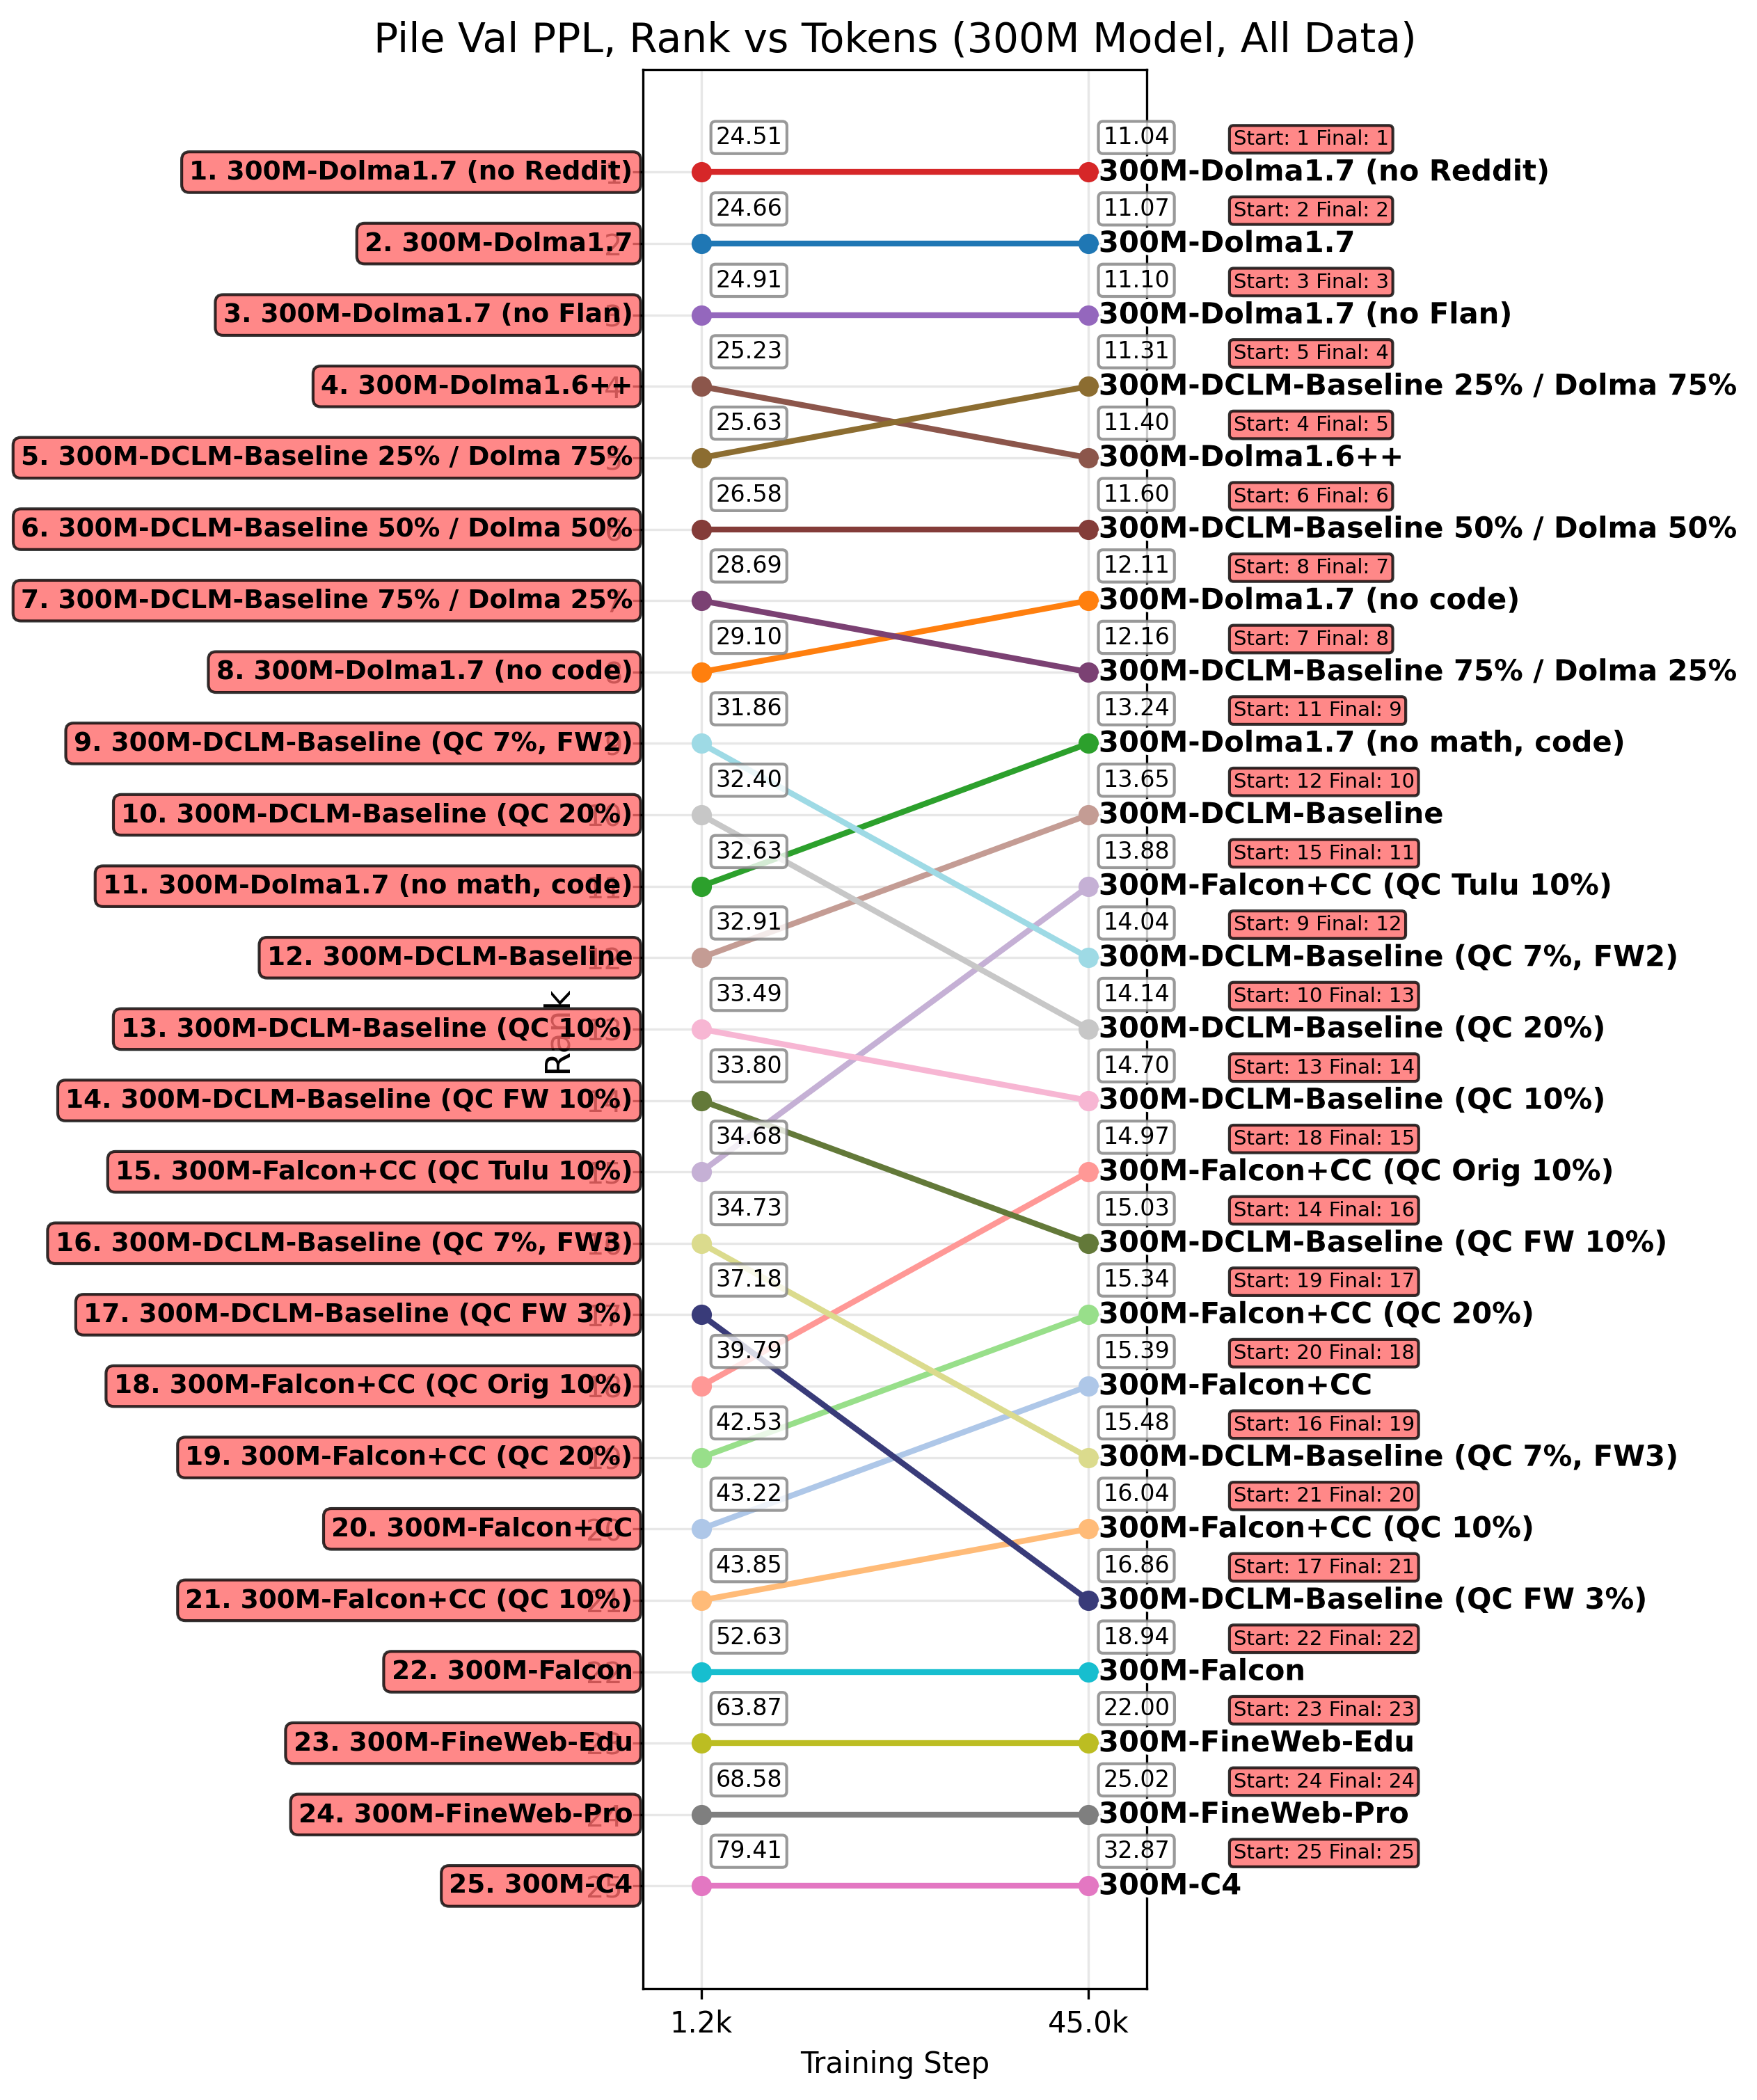 Pile Val PPL, Rank vs Tokens (300M Model, All Data)
24.51 11.04 Start: 1 Final: 1
1. 300M-Dolma1.7 (no Reddit) 1 300M-Dolma1.7 (no Reddit)
24.66 11.07 Start: 2 Final: 2
2. 300M-Dolma1.7 2 300M-Dolma1.7
24.91 11.10 Start: 3 Final: 3
3. 300M-Dolma1.7 (no Flan) 3 300M-Dolma1.7 (no Flan)
25.23 11.31 Start: 5 Final: 4
4. 300M-Dolma1.6++ 4 300M-DCLM-Baseline 25% / Dolma 75%
25.63 11.40 Start: 4 Final: 5
5. 300M-DCLM-Baseline 25% / Dolma 75% 5 300M-Dolma1.6++
26.58 11.60 Start: 6 Final: 6
6. 300M-DCLM-Baseline 50% / Dolma 50% 6 300M-DCLM-Baseline 50% / Dolma 50%
28.69 12.11 Start: 8 Final: 7
7. 300M-DCLM-Baseline 75% / Dolma 25% 7 300M-Dolma1.7 (no code)
29.10 12.16 Start: 7 Final: 8
8. 300M-Dolma1.7 (no code) 8 300M-DCLM-Baseline 75% / Dolma 25%
31.86 13.24 Start: 11 Final: 9
9. 300M-DCLM-Baseline (QC 7%, FW2) 9 300M-Dolma1.7 (no math, code)
32.40 13.65 Start: 12 Final: 10
10. 300M-DCLM-Baseline (QC 20%) 10 300M-DCLM-Baseline
32.63 13.88 Start: 15 Final: 11
11. 300M-Dolma1.7 (no math, code) 11 300M-Falcon+CC (QC Tulu 10%)
32.91 14.04 Start: 9 Final: 12
12. 300M-DCLM-Baseline 12 300M-DCLM-Baseline (QC 7%, FW2)
33.49 14.14 Start: 10 Final: 13
13. 300M-DCLM-Baseline (QC 10%) 13 300M-DCLM-Baseline (QC 20%)
Rank
33.80 14.70 Start: 13 Final: 14
14. 300M-DCLM-Baseline (QC FW 10%) 14 300M-DCLM-Baseline (QC 10%)
34.68 14.97 Start: 18 Final: 15
15. 300M-Falcon+CC (QC Tulu 10%) 15 300M-Falcon+CC (QC Orig 10%)
34.73 15.03 Start: 14 Final: 16
16. 300M-DCLM-Baseline (QC 7%, FW3) 16 300M-DCLM-Baseline (QC FW 10%)
37.18 15.34 Start: 19 Final: 17
17. 300M-DCLM-Baseline (QC FW 3%) 17 300M-Falcon+CC (QC 20%)
39.79 15.39 Start: 20 Final: 18
18. 300M-Falcon+CC (QC Orig 10%) 18 300M-Falcon+CC
42.53 15.48 Start: 16 Final: 19
19. 300M-Falcon+CC (QC 20%) 19 300M-DCLM-Baseline (QC 7%, FW3)
43.22 16.04 Start: 21 Final: 20
20. 300M-Falcon+CC 20 300M-Falcon+CC (QC 10%)
43.85 16.86 Start: 17 Final: 21
21. 300M-Falcon+CC (QC 10%) 21 300M-DCLM-Baseline (QC FW 3%)
52.63 18.94 Start: 22 Final: 22
22. 300M-Falcon 22 300M-Falcon
63.87 22.00 Start: 23 Final: 23
23. 300M-FineWeb-Edu 23 300M-FineWeb-Edu
68.58 25.02 Start: 24 Final: 24
24. 300M-FineWeb-Pro 24 300M-FineWeb-Pro
79.41 32.87 Start: 25 Final: 25
25. 300M-C4 25 300M-C4
1.2k 45.0k
Training Step